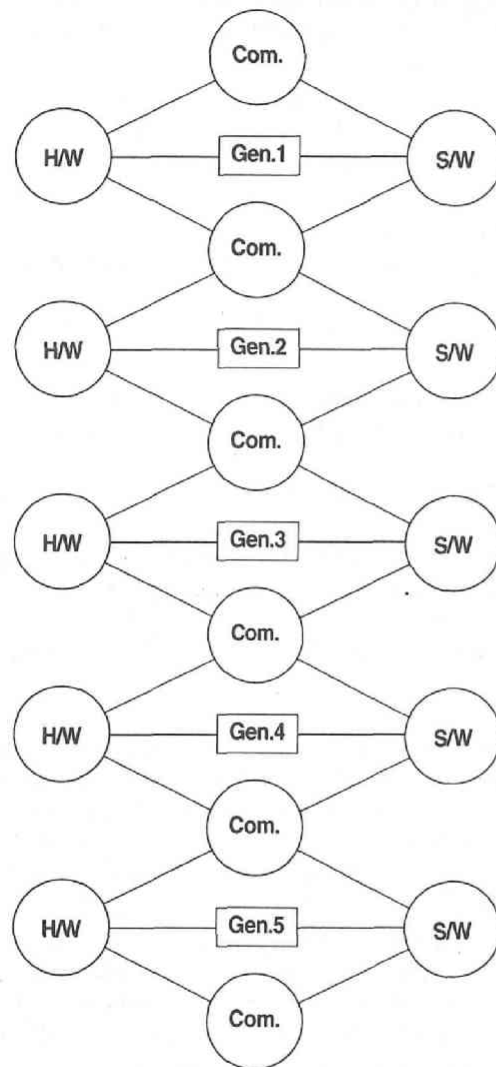 Com.
H/W Gen.1 S/W
Com.
H/W Gen.2 S/W
Com.
H/W Gen.3 S/W
Com.
H/W Gen.4 S/W
Com.
H/W Gen.5 S/W
Com.